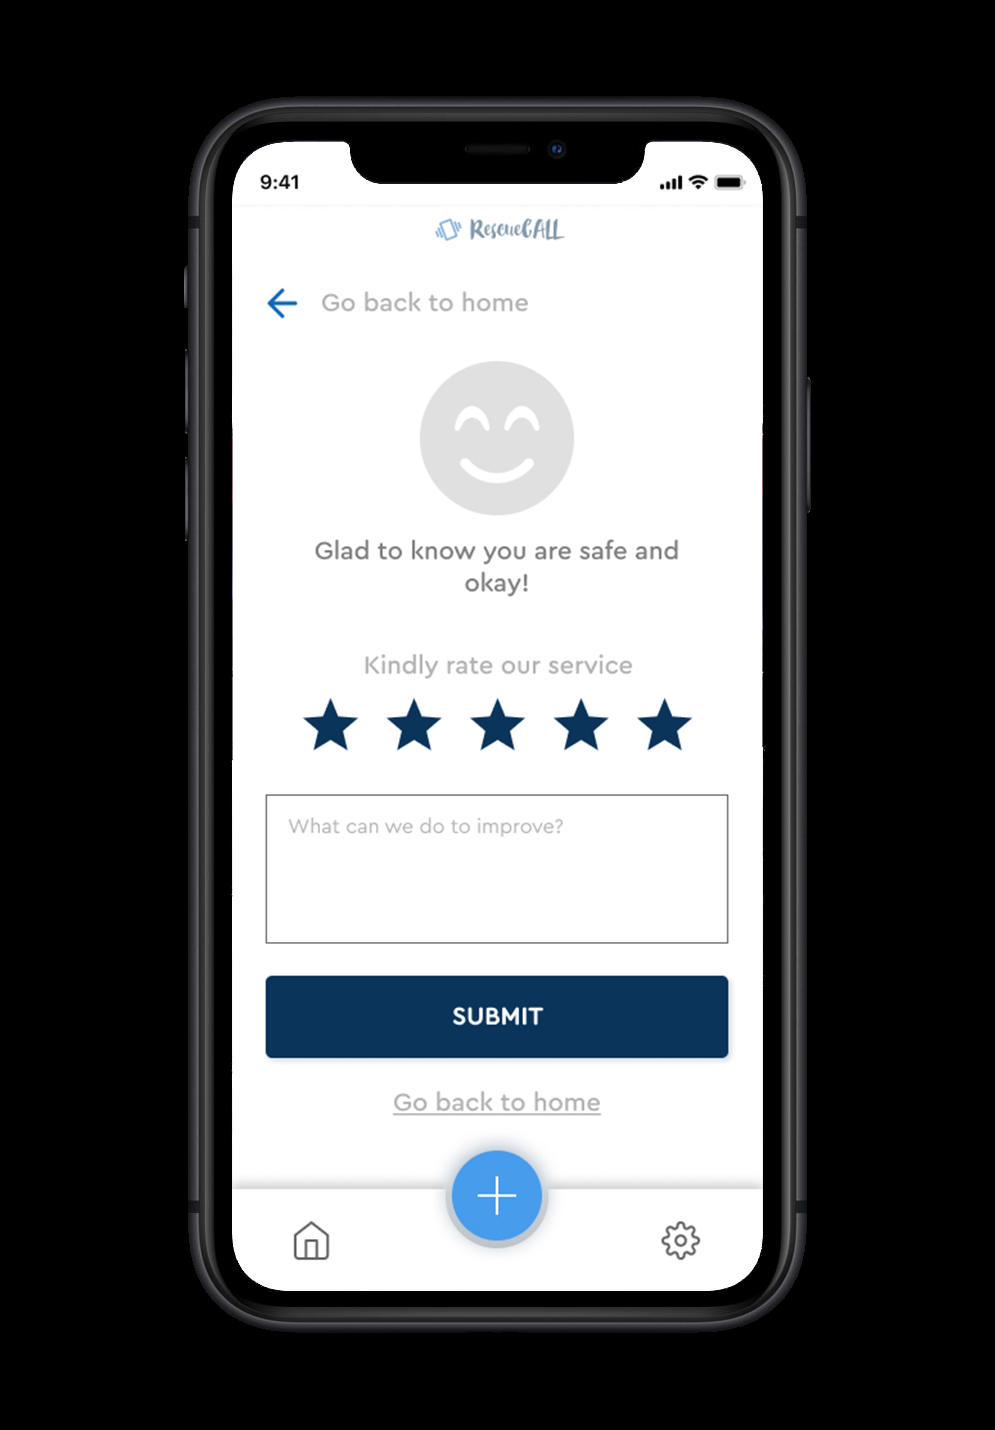 9:41
RescueCALL
Go back to home
Glad to know you are safe and
okay!
Kindly rate our service
What can we do to improve?
SUBMIT
Go back to home